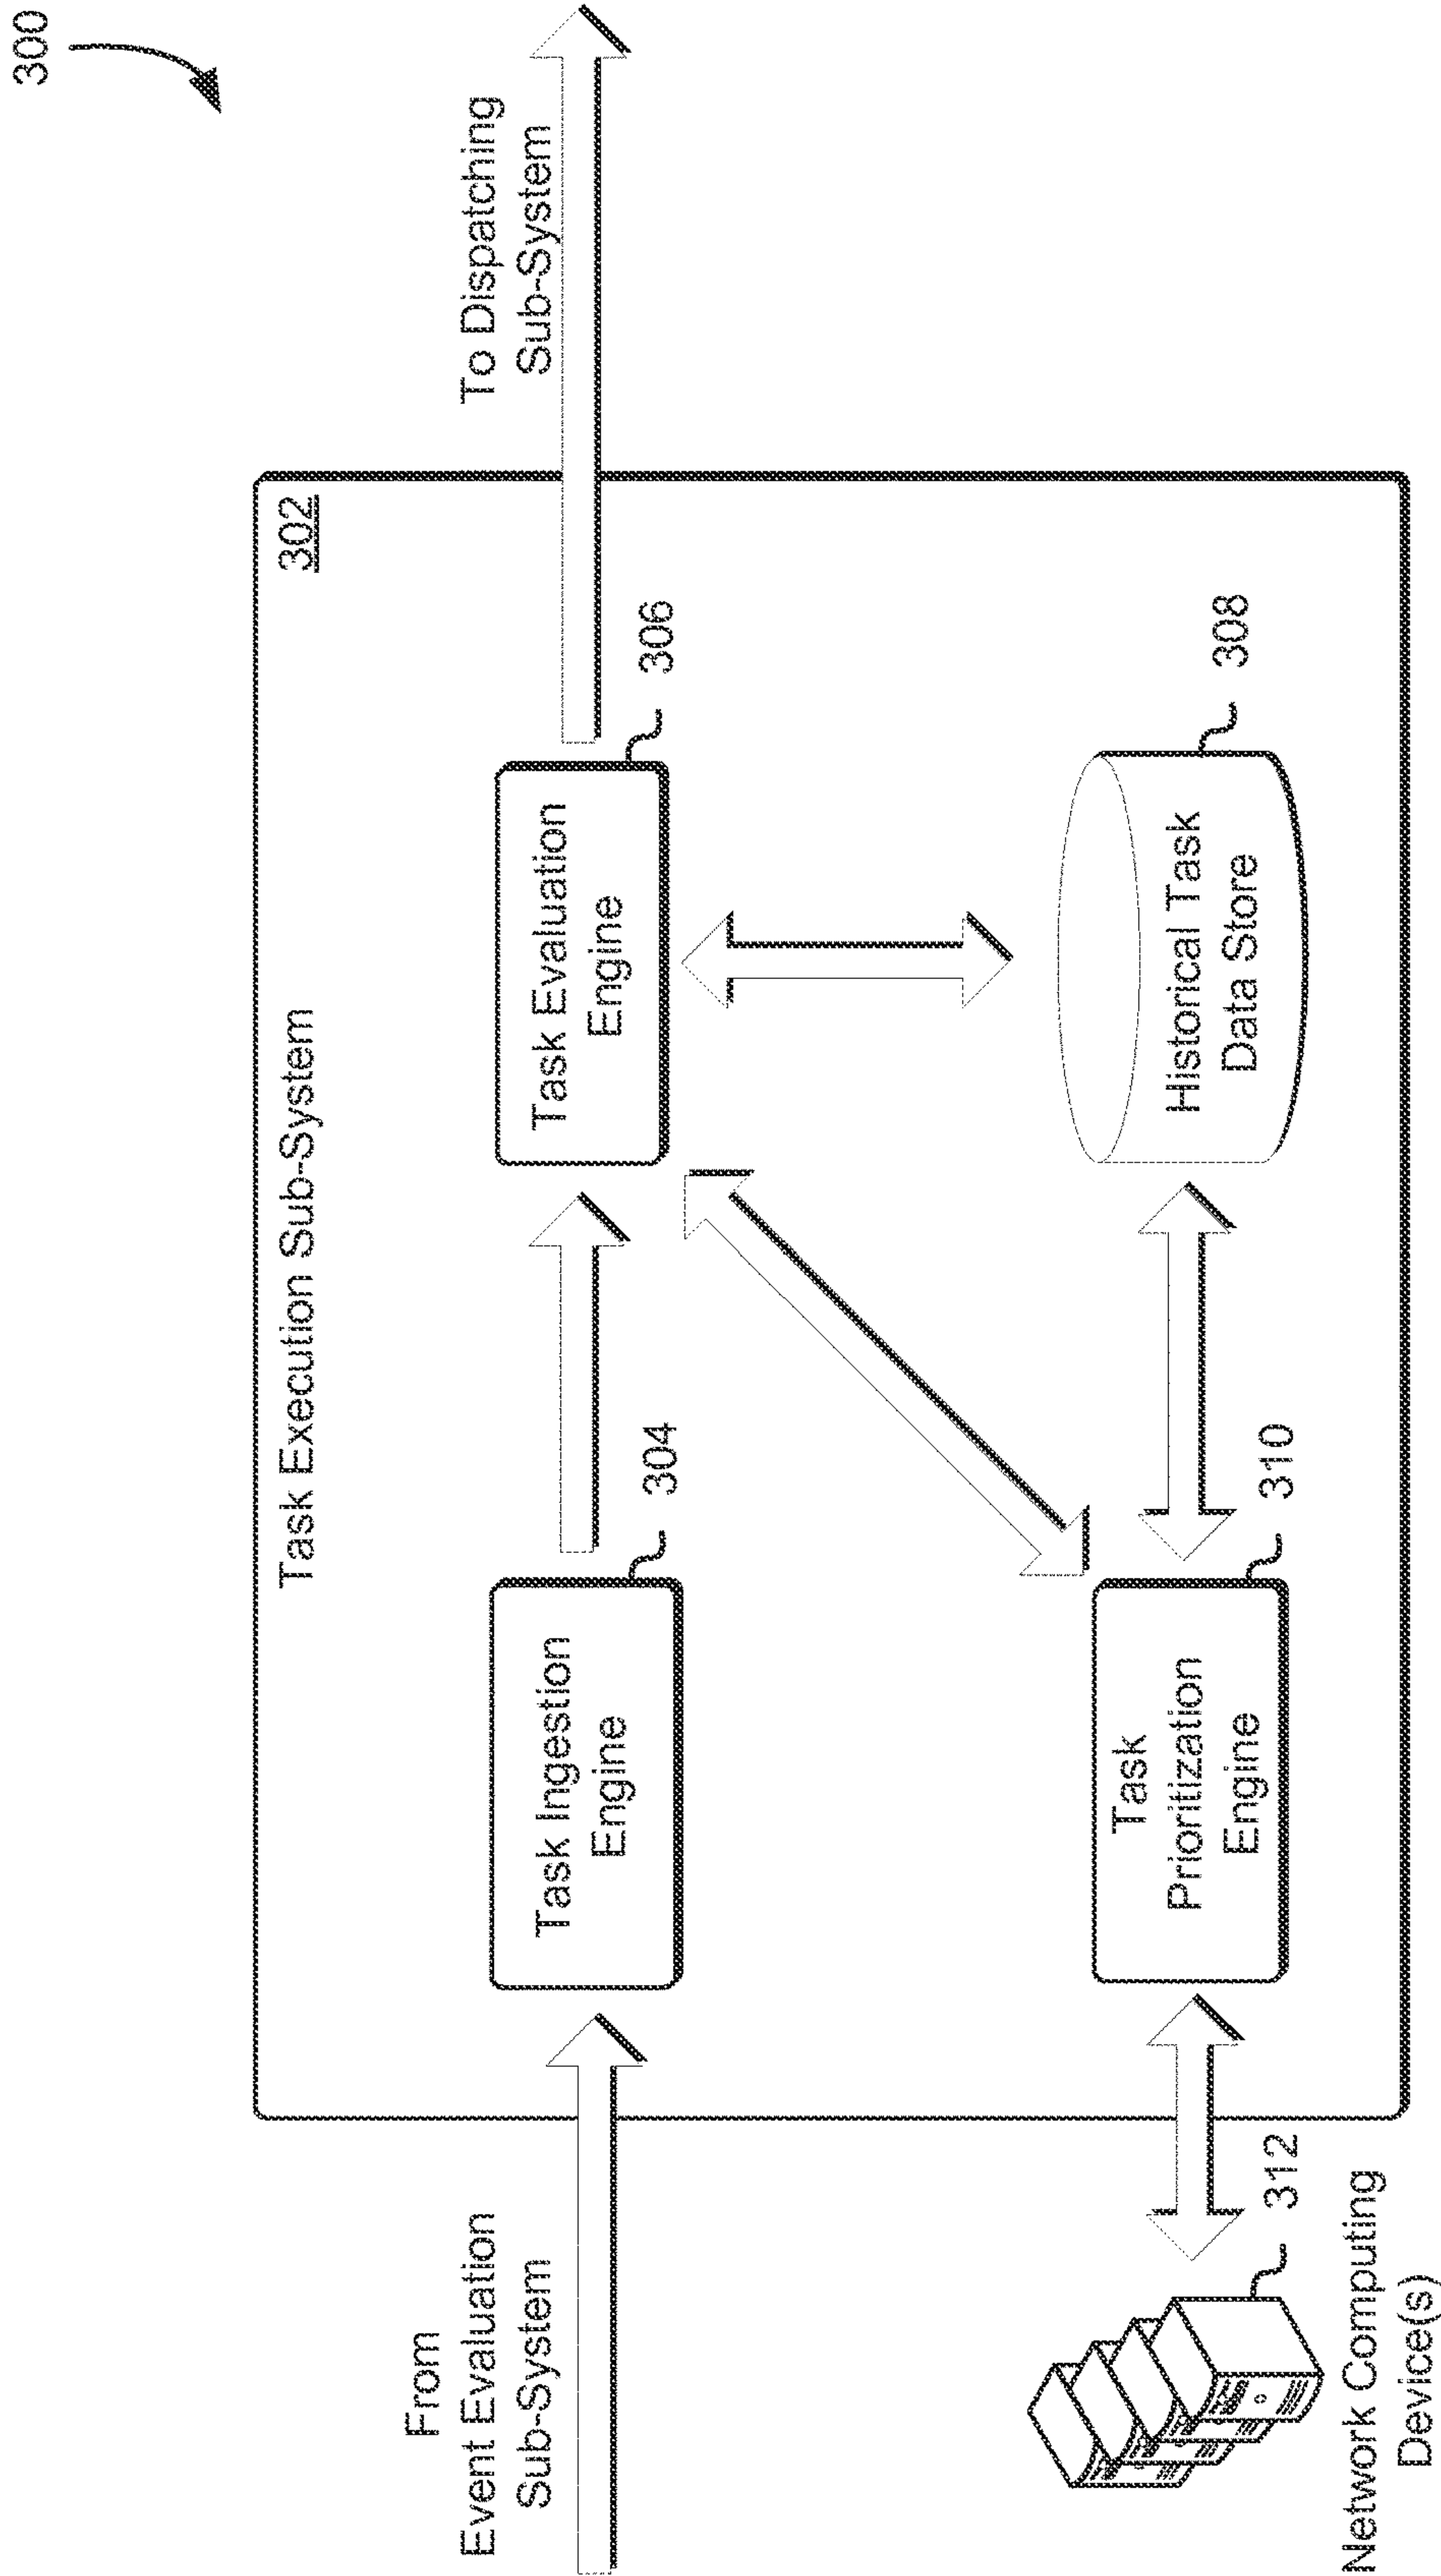 300
To Dispatching
Sub-System
302
Task Execution Sub-System
From
Event Evaluation
Sub-System
Task Ingestion
Engine
304
Task Evaluation
Engine
306
Task
Prioritization
Engine
310
Historical Task
Data Store
308
312
Network Computing
Device(s)